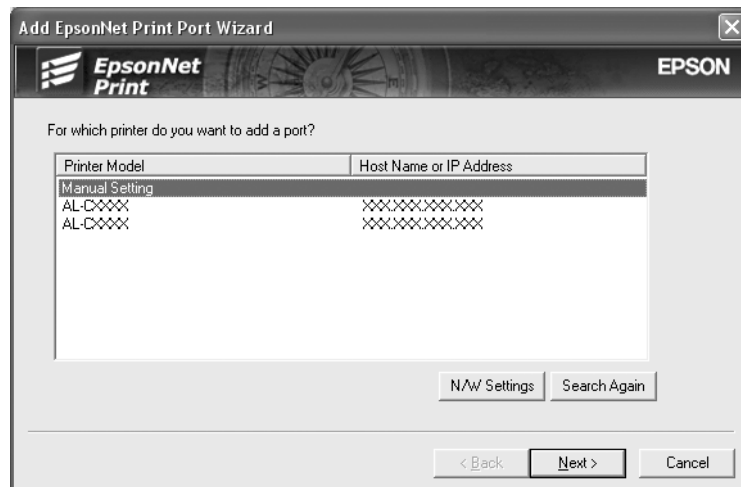 Add EpsonNet Print Port Wizard
EpsonNet
Print
EPSON
For which printer do you want to add a port?
Printer Model Host Name or IP Address
Manual Setting
AL-CXXXX XXX.XXX.XXX.XXX
AL-CXXXX XXX.XXX.XXX.XXX
N/W Settings Search Again
< Back Next > Cancel